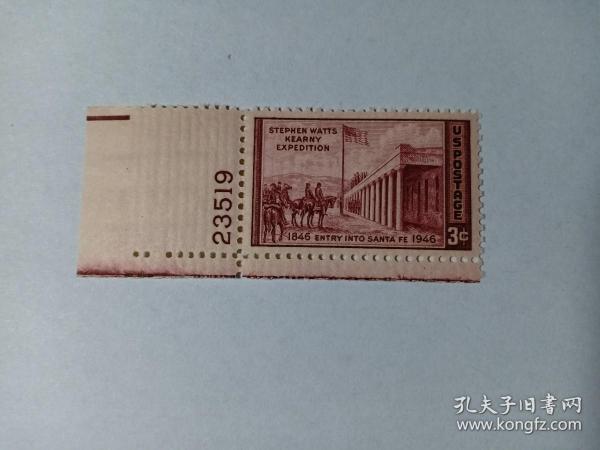 STEPHEN WATTS
KEARNY
EXPEDITION
1846 ENTRY INTO SANTA FE 1946
US POSTAGE
3¢
23519
孔夫子旧书网
www.kongfz.com